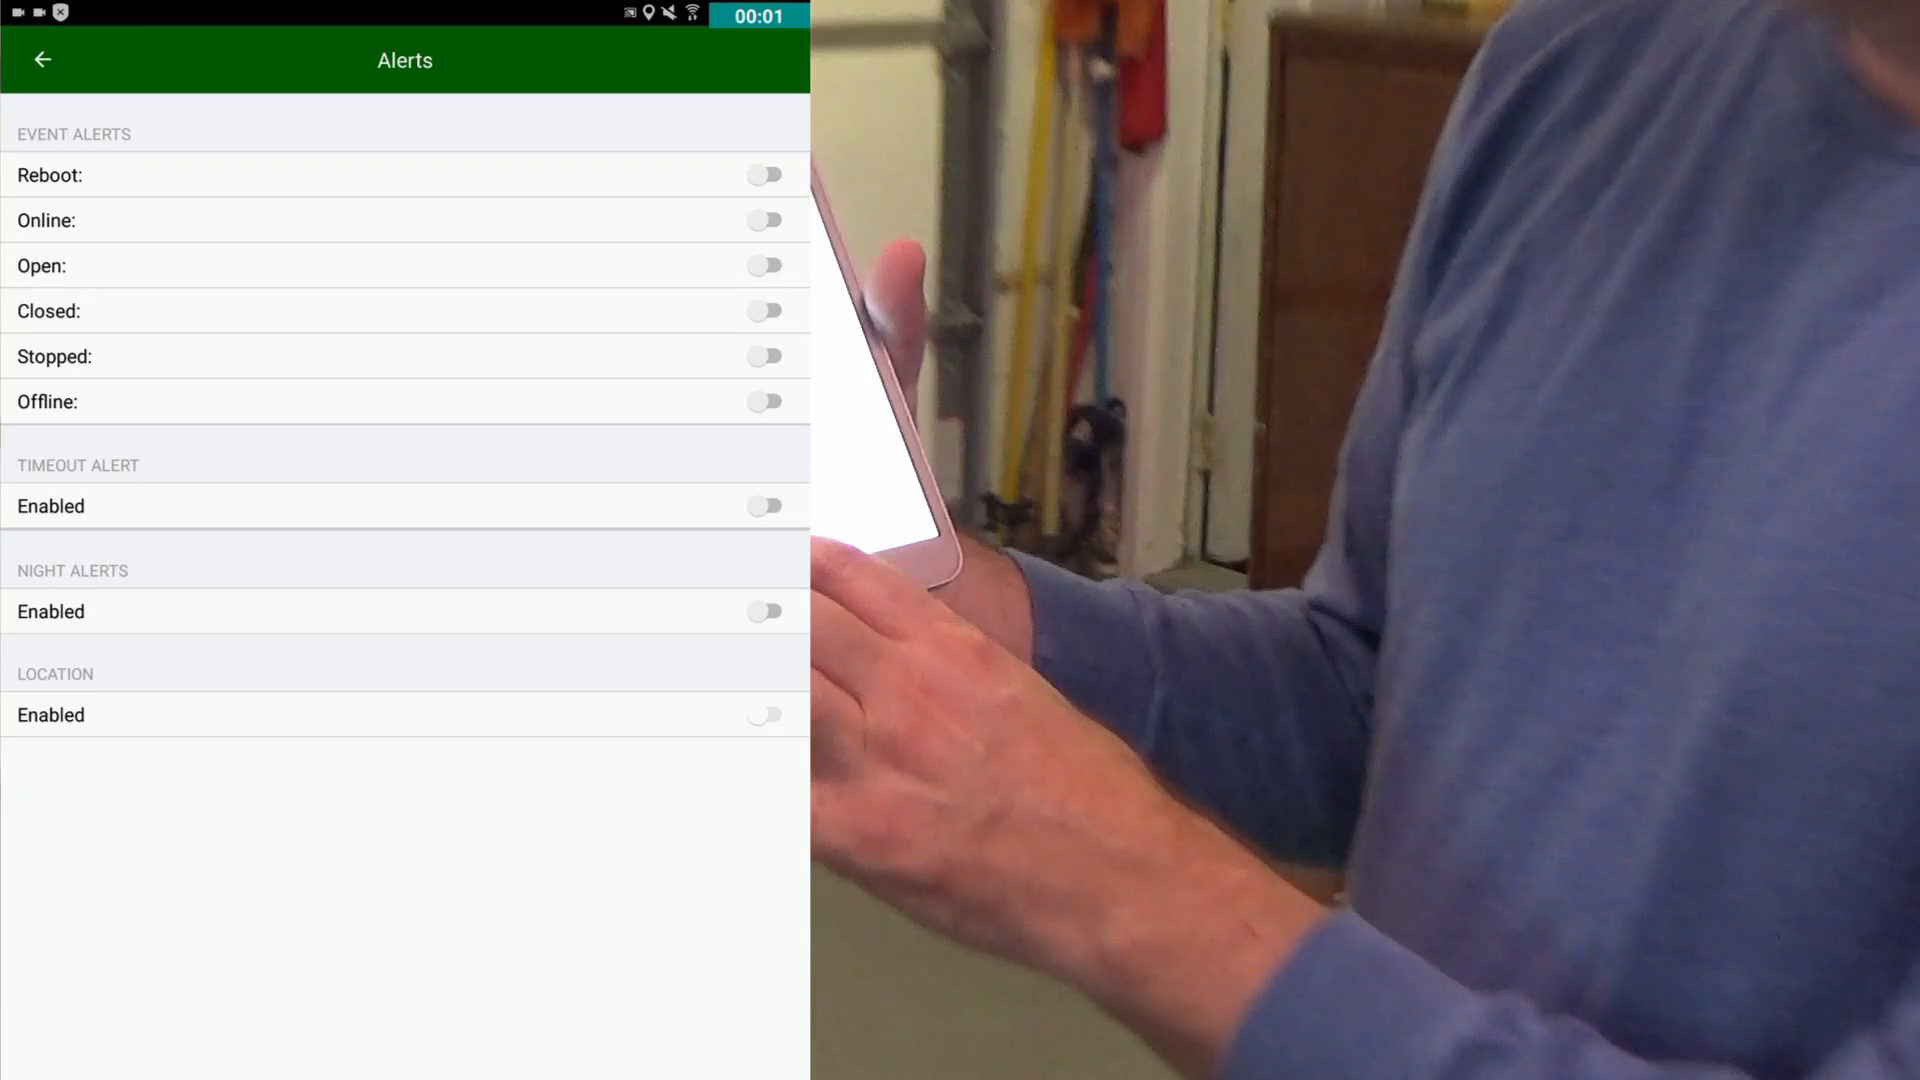 00:01
Alerts
EVENT ALERTS
Reboot:
Online:
Open:
Closed:
Stopped:
Offline:
TIMEOUT ALERT
Enabled
NIGHT ALERTS
Enabled
LOCATION
Enabled